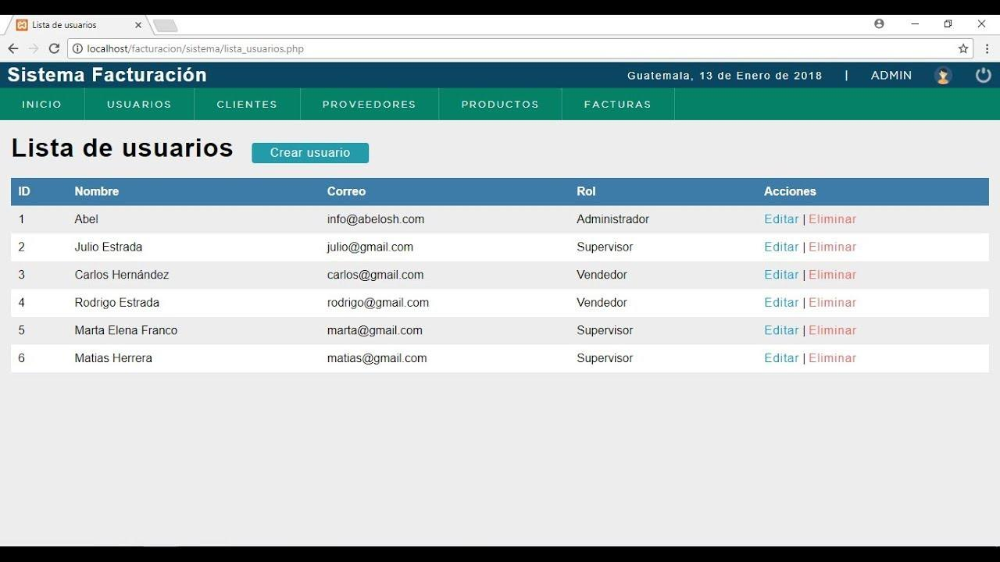 Lista de usuarios
localhost/facturacion/sistema/lista_usuarios.php
Sistema Facturación Guatemala, 13 de Enero de 2018 | ADMIN
INICIO USUARIOS CLIENTES PROVEEDORES PRODUCTOS FACTURAS
Lista de usuarios Crear usuario
ID Nombre Correo Rol Acciones
1 Abel info@abelosh.com Administrador Editar | Eliminar
2 Julio Estrada julio@gmail.com Supervisor Editar | Eliminar
3 Carlos Hernández carlos@gmail.com Vendedor Editar | Eliminar
4 Rodrigo Estrada rodrigo@gmail.com Vendedor Editar | Eliminar
5 Marta Elena Franco marta@gmail.com Supervisor Editar | Eliminar
6 Matias Herrera matias@gmail.com Supervisor Editar | Eliminar